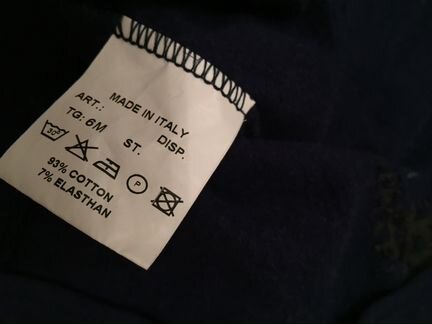 MADE IN ITALY
ART.: DISP.
TG: 6M ST.
30° P
93% COTTON
7% ELASTHAN